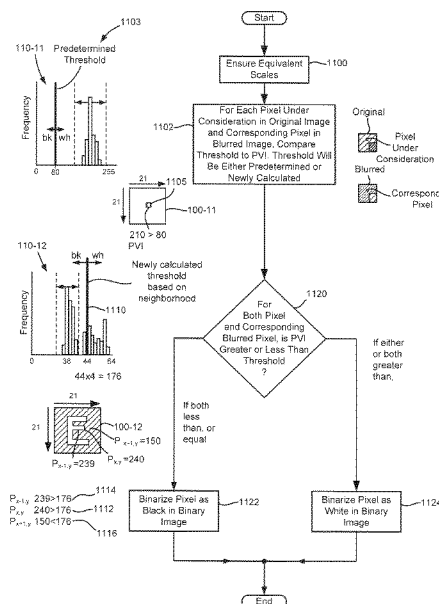 Start
1103
110-11
Predetermined
Threshold
bk
wh
Frequency
0
80
255
Ensure Equivalent
Scales
1100
1102
For Each Pixel Under
Consideration in Original Image
and Corresponding Pixel in
Blurred Image, Compare
Threshold to PVI. Threshold Will
Be Either Predetermined or
Newly Calculated
Original
Pixel
Under
Consideration
Blurred
Correspond
Pixel
21
1105
21
100-11
210 > 80
PVI
110-12
bk
wh
Newly calculated
threshold
based on
neighborhood
1110
Frequency
0
38
44
64
44x4 = 176
1120
For
Both Pixel
and Corresponding
Blurred Pixel, is PVI
Greater or Less Than
Threshold
?
If either
or both
greater
than,
If both
less
than, or
equal
21
21
100-12
Px+1,y =150
Px,y =240
Px-1,y =239
Px-1,y 239>176
1114
Px,y 240>176
1112
Px+1,y 150<176
1116
Binarize Pixel as
Black in Binary
Image
1122
Binarize Pixel as
White in Binary
Image
1124
End